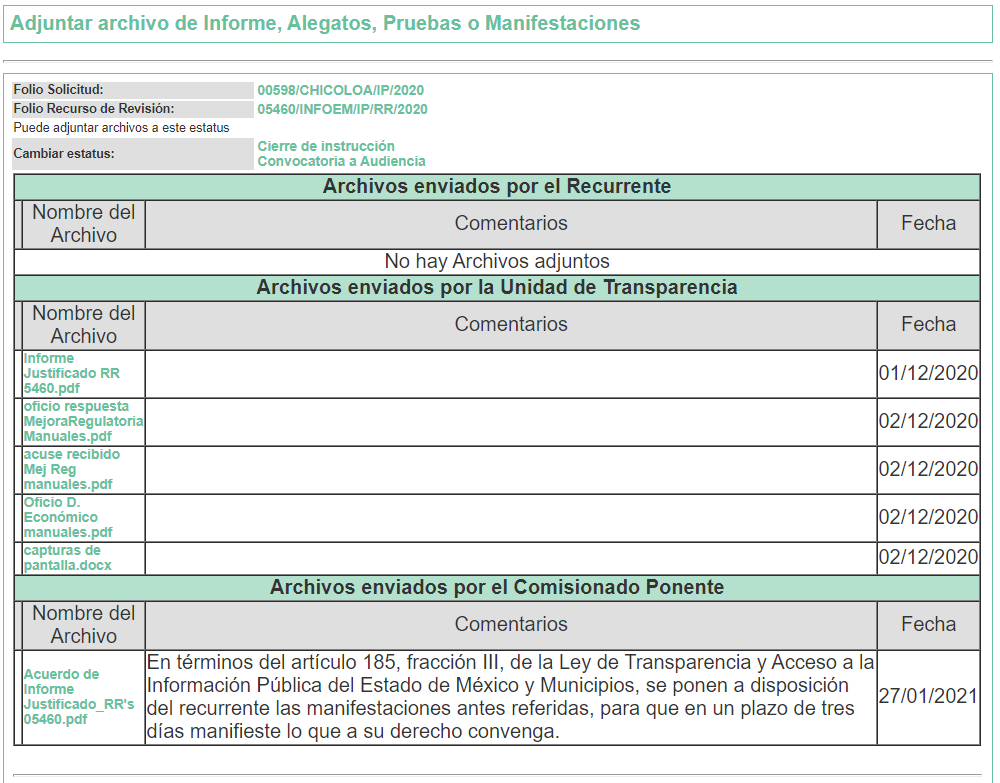 Adjuntar archivo de Informe, Alegatos, Pruebas o Manifestaciones
Folio Solicitud: 00598/CHICOLOA/IP/2020
Folio Recurso de Revisión: 05460/INFOEM/IP/RR/2020
Puede adjuntar archivos a este estatus
Cambiar estatus: Cierre de instrucción
Convocatoria a Audiencia
Archivos enviados por el Recurrente
Nombre del
Archivo
Comentarios
Fecha
No hay Archivos adjuntos
Archivos enviados por la Unidad de Transparencia
Nombre del
Archivo
Comentarios
Fecha
Informe
Justificado RR
5460.pdf
01/12/2020
oficio respuesta
MejoraRegulatoria
Manuales.pdf
02/12/2020
acuse recibido
Mej Reg
manuales.pdf
02/12/2020
Oficio D.
Económico
manuales.pdf
02/12/2020
capturas de
pantalla.docx
02/12/2020
Archivos enviados por el Comisionado Ponente
Nombre del
Archivo
Comentarios
Fecha
Acuerdo de
Informe
Justificado_RR's
05460.pdf
En términos del artículo 185, fracción III, de la Ley de Transparencia y Acceso a la
Información Pública del Estado de México y Municipios, se ponen a disposición
del recurrente las manifestaciones antes referidas, para que en un plazo de tres
días manifieste lo que a su derecho convenga.
27/01/2021